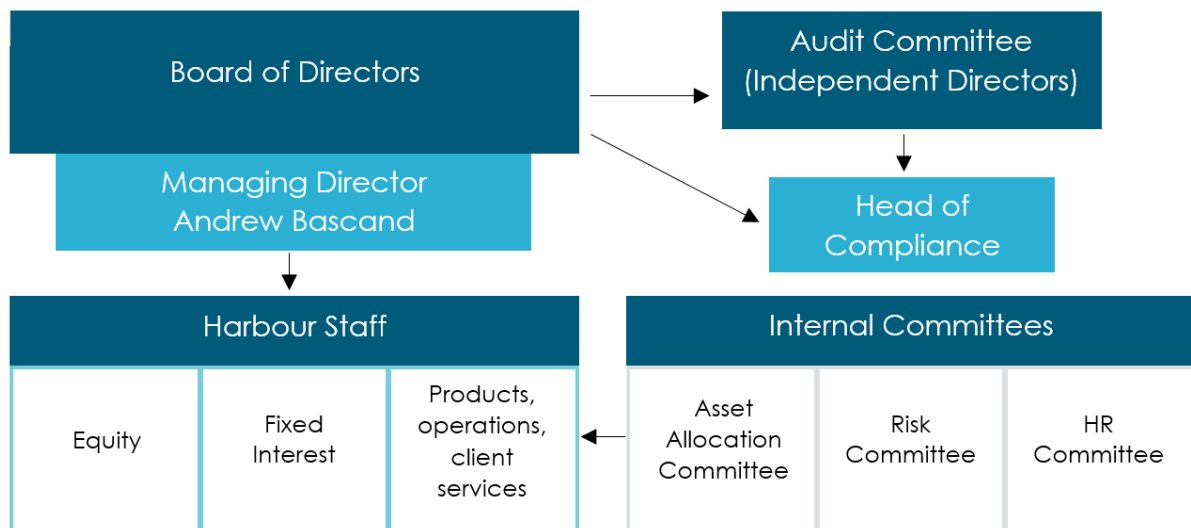 Board of Directors
Audit Committee
(Independent Directors)
Managing Director
Andrew Bascand
Head of
Compliance
Harbour Staff
Equity
Fixed
Interest
Products,
operations,
client
services
Internal Committees
Asset
Allocation
Committee
Risk
Committee
HR
Committee